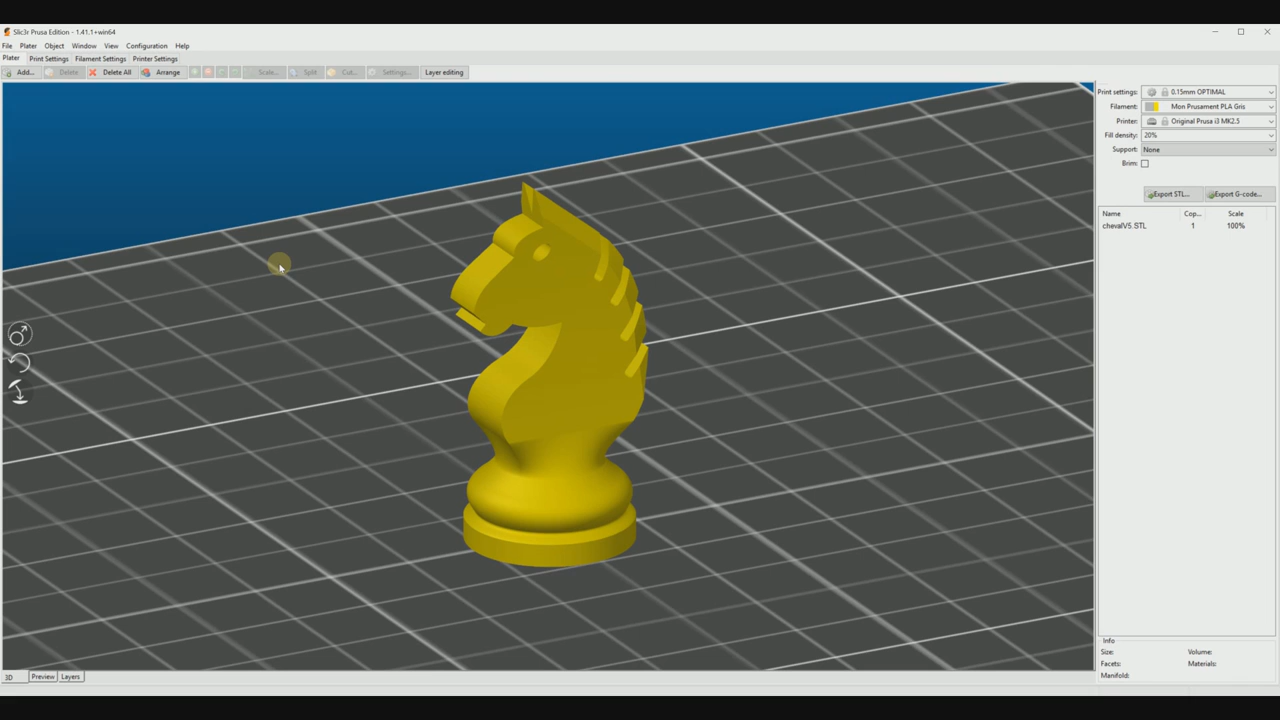 Slic3r Prusa Edition - 1.41.1+win64
File Plater Object Window View Configuration Help
Plater Print Settings Filament Settings Printer Settings
Add... Delete Delete All Arrange Scale... Split Cut... Settings... Layer editing
Print settings: 0.15mm OPTIMAL
Filament: Mon Prusament PLA Gris
Printer: Original Prusa i3 MK2.5
Fill density: 20%
Support: None
Brim:
Export STL... Export G-code...
Name Cop... Scale
chevalV5.STL 1 100%
Info
Size: Volume:
Facets: Materials:
Manifold:
3D Preview Layers